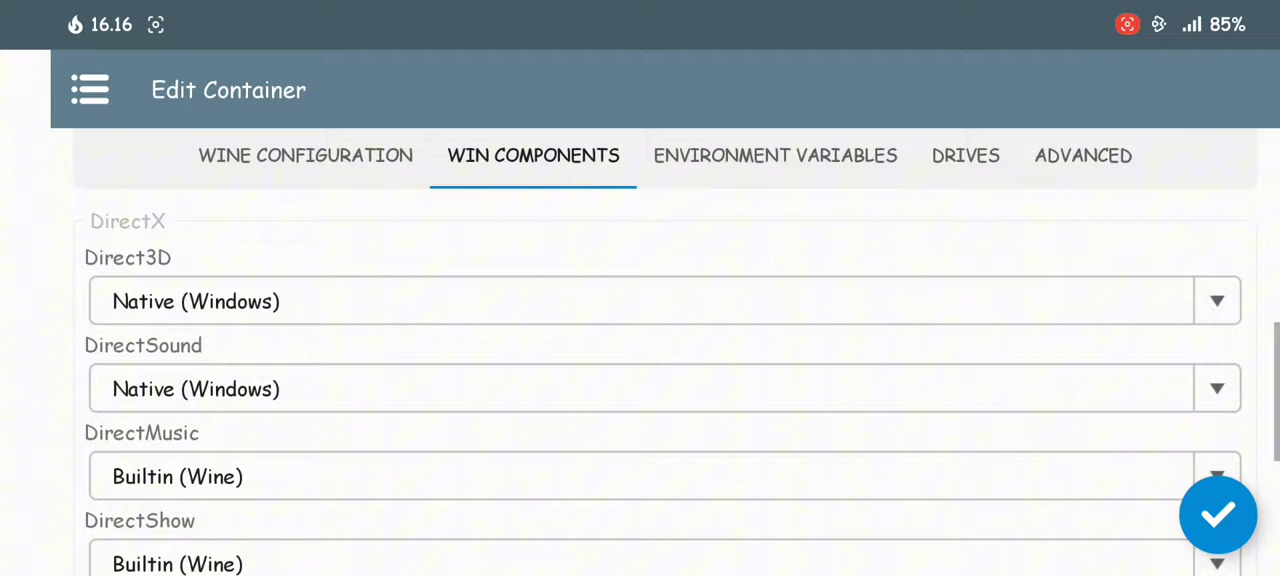 16.16 85%
Edit Container
WINE CONFIGURATION WIN COMPONENTS ENVIRONMENT VARIABLES DRIVES ADVANCED
DirectX
Direct3D
Native (Windows)
DirectSound
Native (Windows)
DirectMusic
Builtin (Wine)
DirectShow
Builtin (Wine)